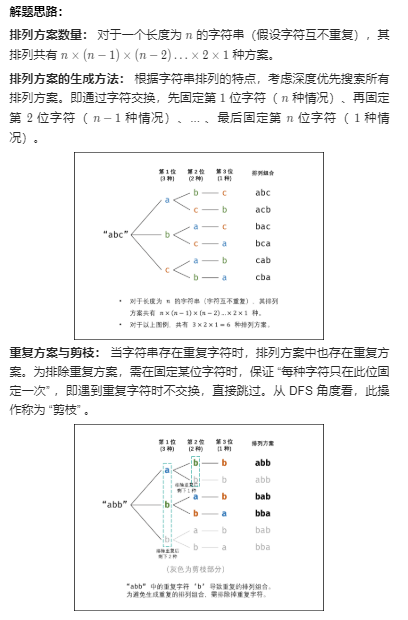 解题思路：
排列方案数量： 对于一个长度为 n 的字符串（假设字符互不重复），其
排列共有 n × (n − 1) × (n − 2) … × 2 × 1 种方案。
排列方案的生成方法： 根据字符串排列的特点，考虑深度优先搜索所有
排列方案。即通过字符交换，先固定第 1 位字符（ n 种情况）、再固定
第 2 位字符（ n − 1 种情况）、... 、最后固定第 n 位字符（ 1 种情
况）。
第 1 位 第 2 位 第 3 位 排列组合
(3 种) (2 种) (1 种)
b c abc
a
c b acb
a c bac
"abc" b
c a bca
a b cab
c
b a cba
• 对于长度为 n 的字符串（字符互不重复），其排列
方案共有 n×(n−1)×(n−2)…×2×1 种。
• 对于以上图例，共有 3×2×1=6 种排列方案。
重复方案与剪枝： 当字符串存在重复字符时，排列方案中也存在重复方
案。为排除重复方案，需在固定某位字符时，保证 “每种字符只在此位固
定一次” ，即遇到重复字符时不交换，直接跳过。从 DFS 角度看，此操
作称为 “剪枝” 。
第 1 位 第 2 位 第 3 位 排列方案
(3 种) (2 种) (1 种)
b b abb
a
b b abb
排除重复后
剩下 1 种
a b bab
"abb" b
b a bba
a b bab
b
b a bba
排除重复后
剩下 2 种
(灰色为剪枝部分)
"abb" 中的重复字符 'b' 导致重复的排列组合。
为避免生成重复的排列组合，需排除掉重复字符。